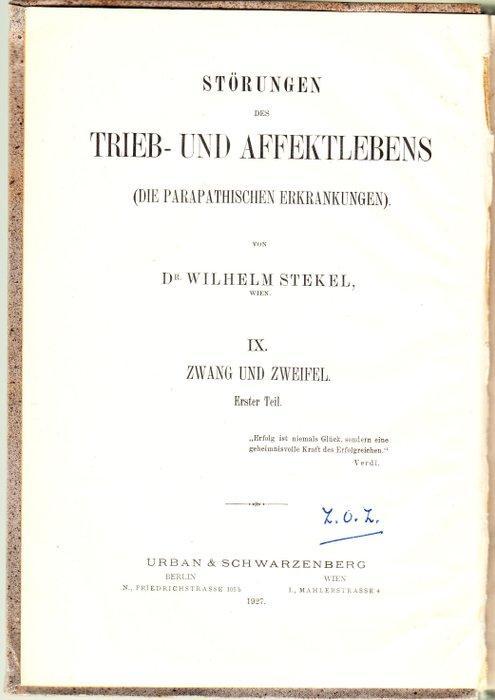 STÖRUNGEN
DES
TRIEB- UND AFFEKTLEBENS
(DIE PARAPATHISCHEN ERKRANKUNGEN).
VON
DR. WILHELM STEKEL,
WIEN.
IX.
ZWANG UND ZWEIFEL.
Erster Teil.
„Erfolg ist niemals Glück, sondern eine
geheimnisvolle Kraft des Erfolgreichen.“
Verdi.
Z.O.Z.
URBAN & SCHWARZENBERG
BERLIN WIEN
N., FRIEDRICHSTRASSE 105b I., MAHLERSTRASSE 4
1927.